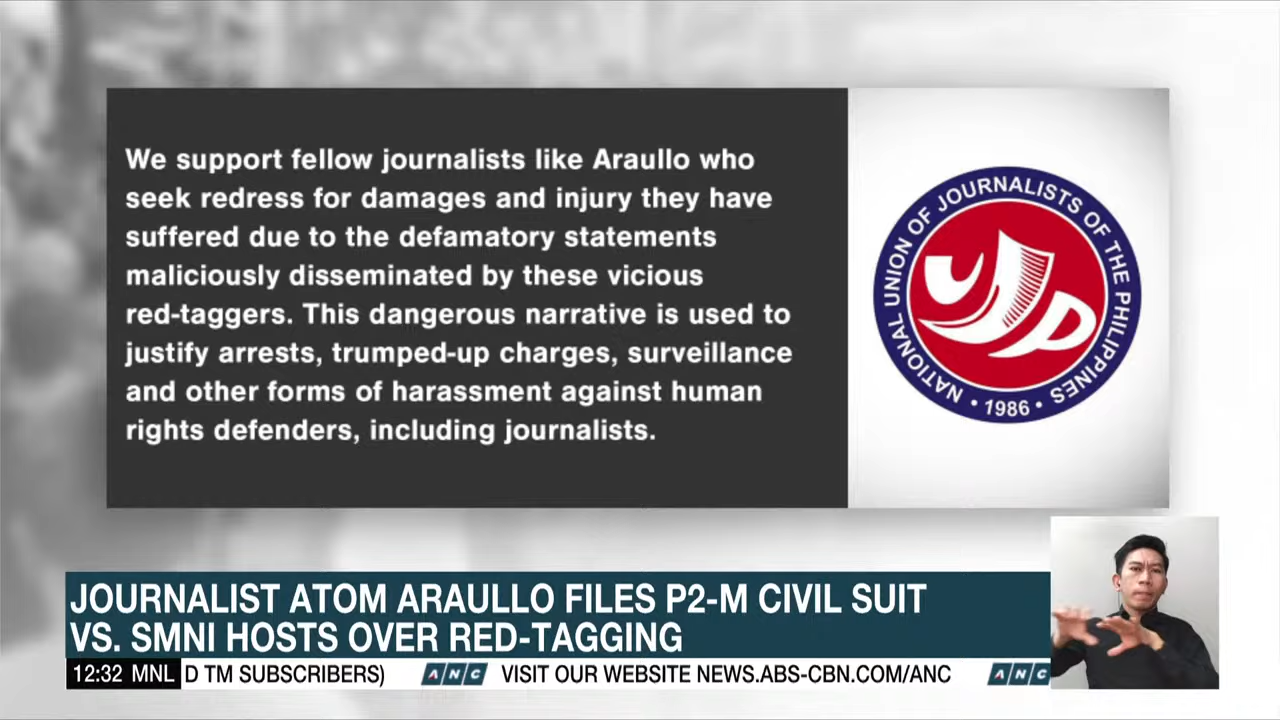 We support fellow journalists like Araullo who
seek redress for damages and injury they have
suffered due to the defamatory statements
maliciously disseminated by these vicious
red-taggers. This dangerous narrative is used to
justify arrests, trumped-up charges, surveillance
and other forms of harassment against human
rights defenders, including journalists.
NATIONAL UNION OF JOURNALISTS OF THE PHILIPPINES
• 1986 •
UJP
JOURNALIST ATOM ARAULLO FILES P2-M CIVIL SUIT
VS. SMNI HOSTS OVER RED-TAGGING
12:32 MNL D TM SUBSCRIBERS) ANC VISIT OUR WEBSITE NEWS.ABS-CBN.COM/ANC ANC